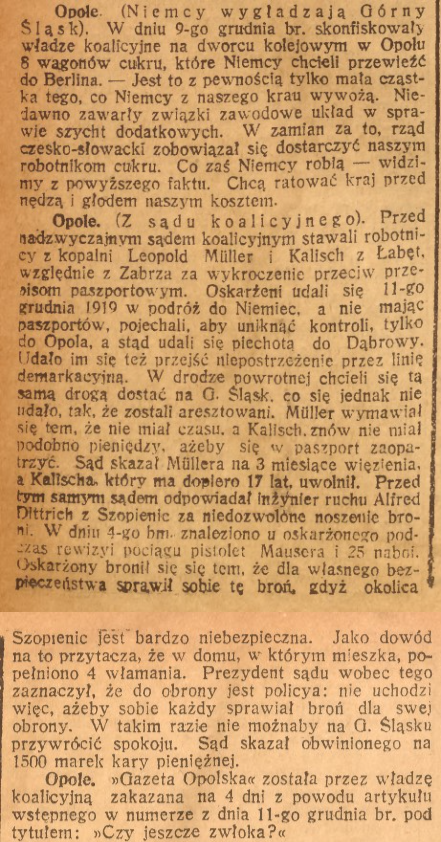 Opole. (Niemcy wygładzają Górny
Śląsk). W dniu 9-go grudnia br. skonfiskowały
władze koalicyjne na dworcu kolejowym w Opolu
8 wagonów cukru, które Niemcy chcieli przewieźć
do Berlina. — Jest to z pewnością tylko mała cząst-
ka tego, co Niemcy z naszego krau wywożą. Nie-
dawno zawarły związki zawodowe układ w spra-
wie szycht dodatkowych. W zamian za to, rząd
czesko-słowacki zobowiązał się dostarczyć naszym
robotnikom cukru. Co zaś Niemcy robią — widzi-
my z powyższego faktu. Chcą ratować kraj przed
nędzą i głodem naszym kosztem.
Opole. (Z sądu koalicyjnego). Przed
nadzwyczajnym sądem koalicyjnym stawali robotni-
cy z kopalni Leopold Müller i Kalisch z Łabęt,
względnie z Zabrza za wykroczenie przeciw prze-
pisom paszportowym. Oskarżeni udali się 11-go
grudnia 1919 w podróż do Niemiec, a nie mając
paszportów, pojechali, aby uniknąć kontroli, tylko
do Opola, a stąd udali się piechotą do Dąbrowy.
Udało im się też przejść niepostrzeżenie przez linię
demarkacyjną. W drodze powrotnej chcieli się tą
samą drogą dostać na G. Śląsk, co się jednak nie
udało, tak, że zostali aresztowani. Müller wymawiał
się tem, że nie miał czasu, a Kalisch, znów nie miał
podobno pieniędzy, ażeby się w paszport zaopa-
trzyć. Sąd skazał Müllera na 3 miesiące więzienia,
a Kalischa, który ma dopiero 17 lat, uwolnił. Przed
tym samym sądem odpowiadał inżynier ruchu Alfred
Dittrich z Szopienic za niedozwolone noszenie bro-
ni. W dniu 4-go bm. znaleziono u oskarżonego pod-
czas rewizyi pociągu pistolet Mausera i 25 naboi.
Oskarżony bronił się się tem, że dla własnego bez-
pieczeństwa sprawił sobie tę broń, gdyż okolica
Szopienic jest bardzo niebezpieczna. Jako dowód
na to przytacza, że w domu, w którym mieszka, po-
pełniono 4 włamania. Prezydent sądu wobec tego
zaznaczył, że do obrony jest policya: nie uchodzi
więc, ażeby sobie każdy sprawiał broń dla swej
obrony. W takim razie nie możnaby na G. Śląsku
przywrócić spokoju. Sąd skazał obwinionego na
1500 marek kary pieniężnej.
Opole. »Gazeta Opolska« została przez władzę
koalicyjną zakazana na 4 dni z powodu artykułu
wstępnego w numerze z dnia 11-go grudnia br. pod
tytułem: »Czy jeszcze zwłoka?«